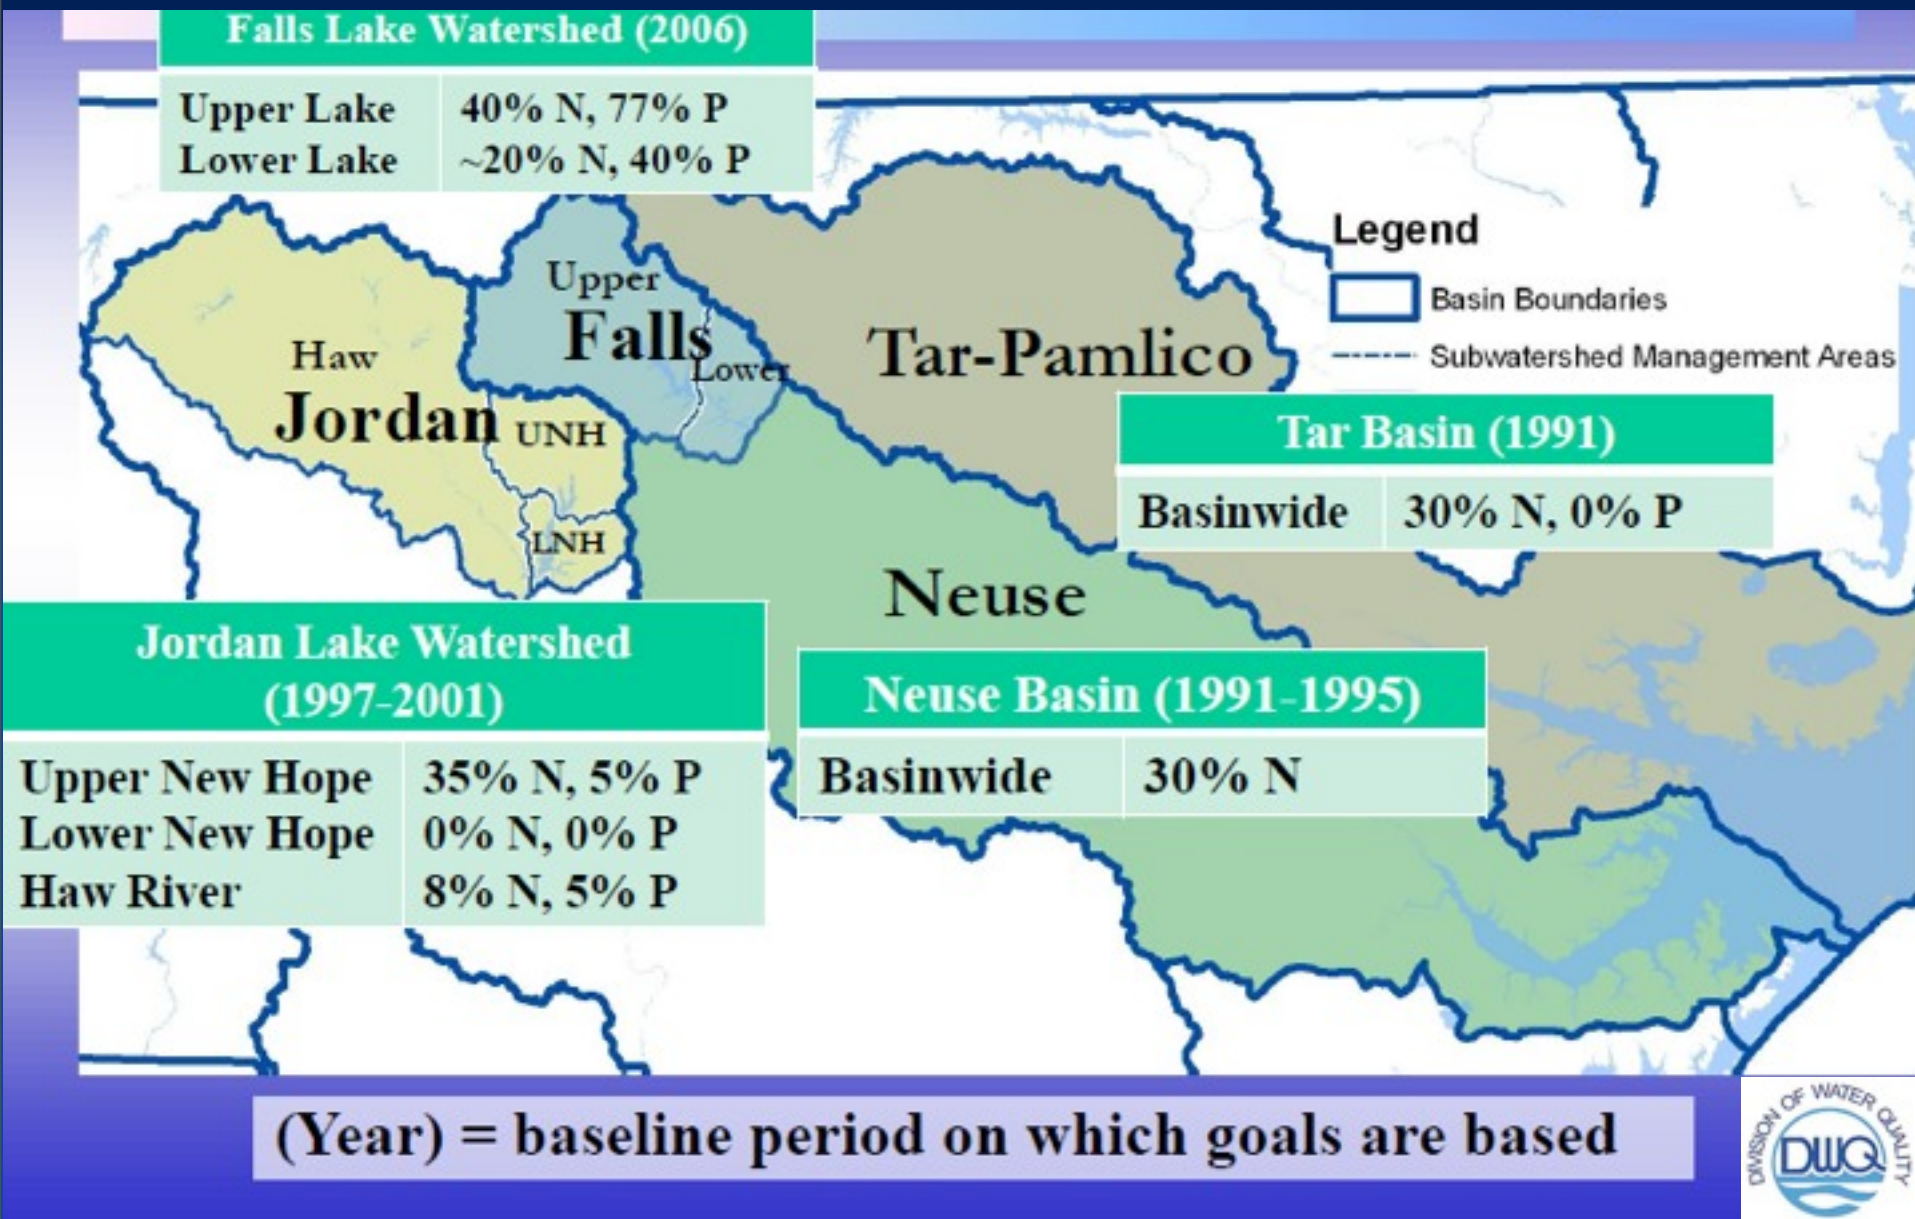 Falls Lake Watershed (2006)
Upper Lake 40% N, 77% P
Lower Lake ~20% N, 40% P
Legend
Basin Boundaries
Subwatershed Management Areas
Upper
Falls
Lower
Tar-Pamlico
Haw
Jordan
UNH
LNH
Tar Basin (1991)
Basinwide 30% N, 0% P
Neuse
Jordan Lake Watershed
(1997-2001)
Upper New Hope 35% N, 5% P
Lower New Hope 0% N, 0% P
Haw River 8% N, 5% P
Neuse Basin (1991-1995)
Basinwide 30% N
(Year) = baseline period on which goals are based
DIVISION OF WATER QUALITY
DWQ